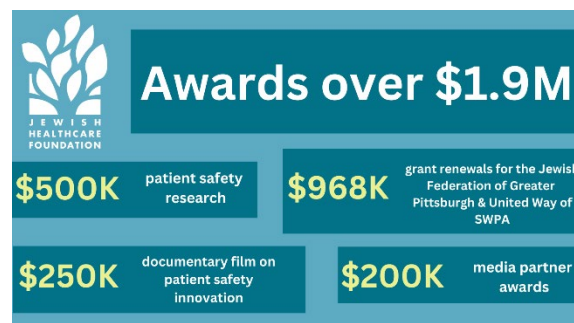 JEWISH
HEALTHCARE
FOUNDATION
Awards over $1.9M
$500K
patient safety
research
$968K
grant renewals for the Jewish
Federation of Greater
Pittsburgh & United Way of
SWPA
$250K
documentary film on
patient safety
innovation
$200K
media partner
awards